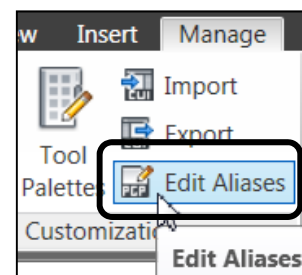 w Insert Manage
Import
Export
Tool
Palettes
Edit Aliases
Customizatio
Edit Aliases